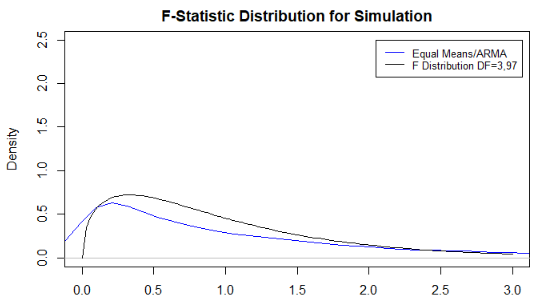 F-Statistic Distribution for Simulation
Equal Means/ARMA
F Distribution DF=3,97
Density
2.5
2.0
1.5
1.0
0.5
0.0
0.0 0.5 1.0 1.5 2.0 2.5 3.0